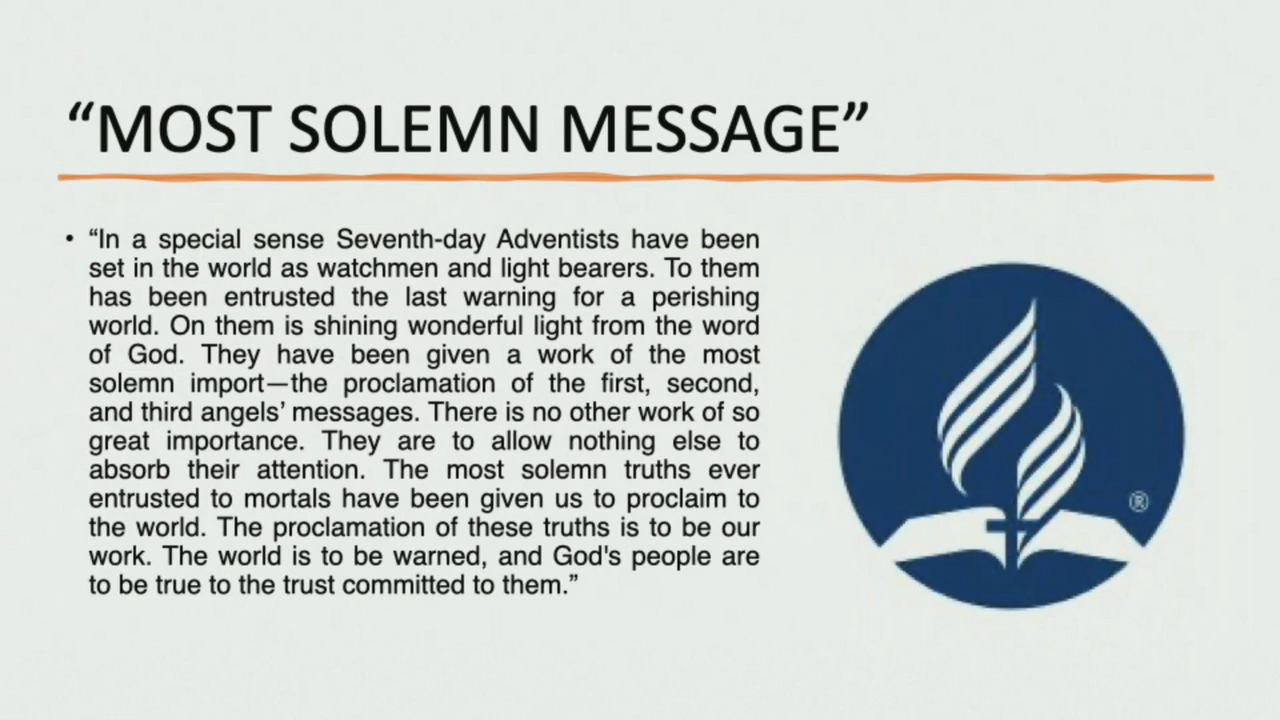 “MOST SOLEMN MESSAGE”
• “In a special sense Seventh-day Adventists have been
set in the world as watchmen and light bearers. To them
has been entrusted the last warning for a perishing
world. On them is shining wonderful light from the word
of God. They have been given a work of the most
solemn import—the proclamation of the first, second,
and third angels’ messages. There is no other work of so
great importance. They are to allow nothing else to
absorb their attention. The most solemn truths ever
entrusted to mortals have been given us to proclaim to
the world. The proclamation of these truths is to be our
work. The world is to be warned, and God's people are
to be true to the trust committed to them.”
®